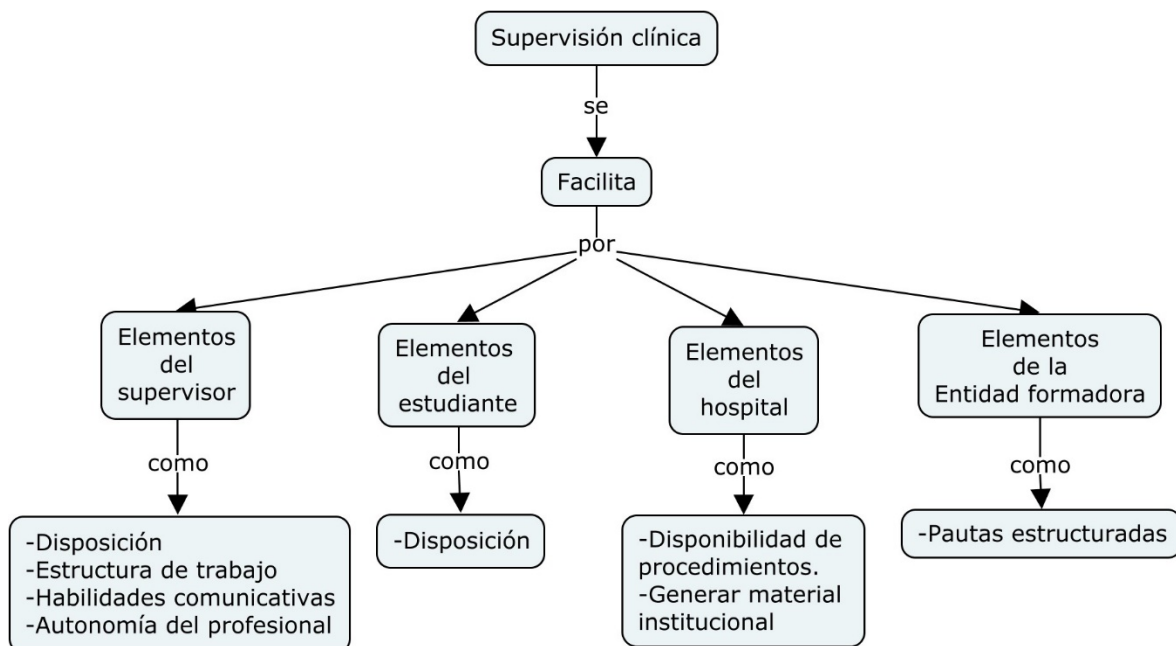 Supervisión clínica
se
Facilita
por
Elementos
del
supervisor
Elementos
del
estudiante
Elementos
del
hospital
Elementos
de la
Entidad formadora
como
como
como
como
-Disposición
-Estructura de trabajo
-Habilidades comunicativas
-Autonomía del profesional
-Disposición
-Disponibilidad de
procedimientos.
-Generar material
institucional
-Pautas estructuradas